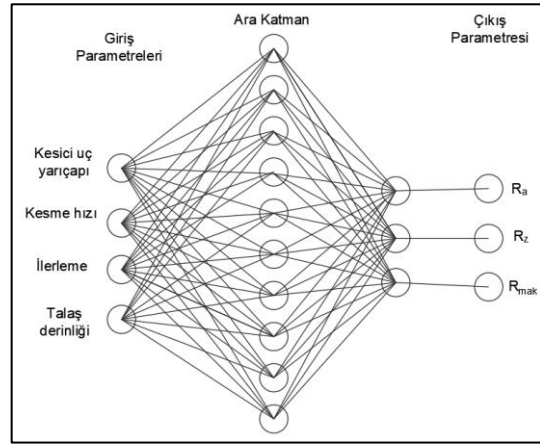 Giriş
Parametreleri
Ara Katman
Çıkış
Parametresi
Kesici uç
yarıçapı
Kesme hızı
İlerleme
Talaş
derinliği
Ra
Rz
Rmak